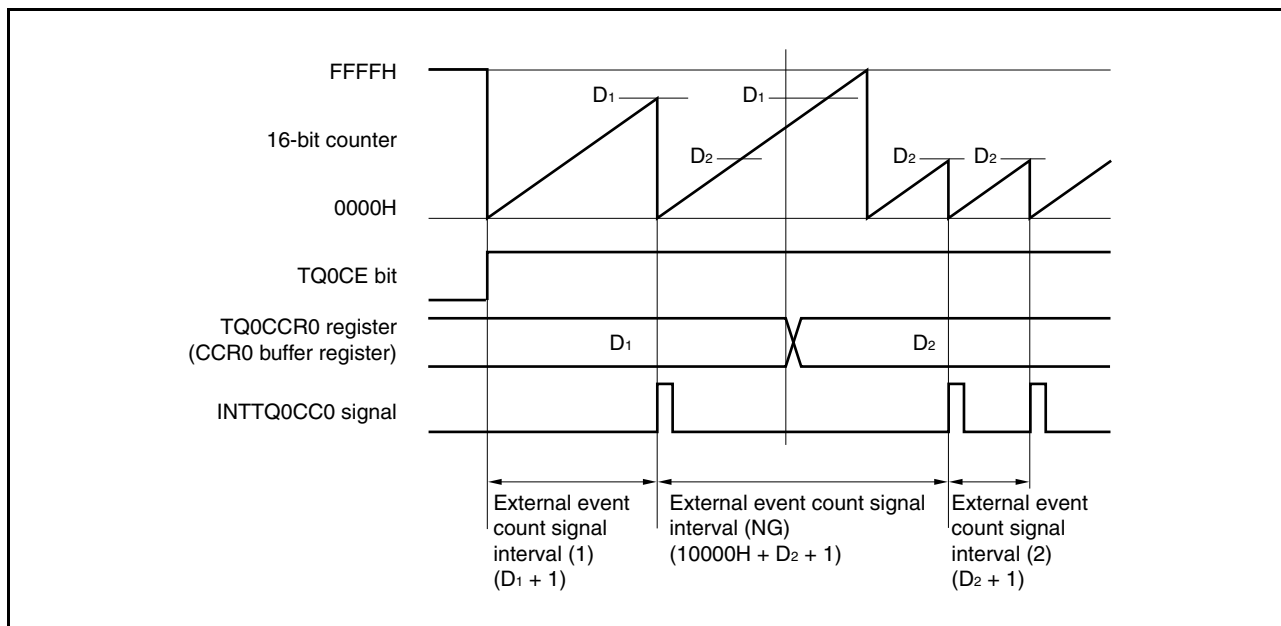 FFFFH
D1
D1
16-bit counter
D2
D2
D2
0000H
TQ0CE bit
TQ0CCR0 register
(CCR0 buffer register)
D1
D2
INTTQ0CC0 signal
External event
count signal
interval (1)
(D1 + 1)
External event count signal
interval (NG)
(10000H + D2 + 1)
External event
count signal
interval (2)
(D2 + 1)